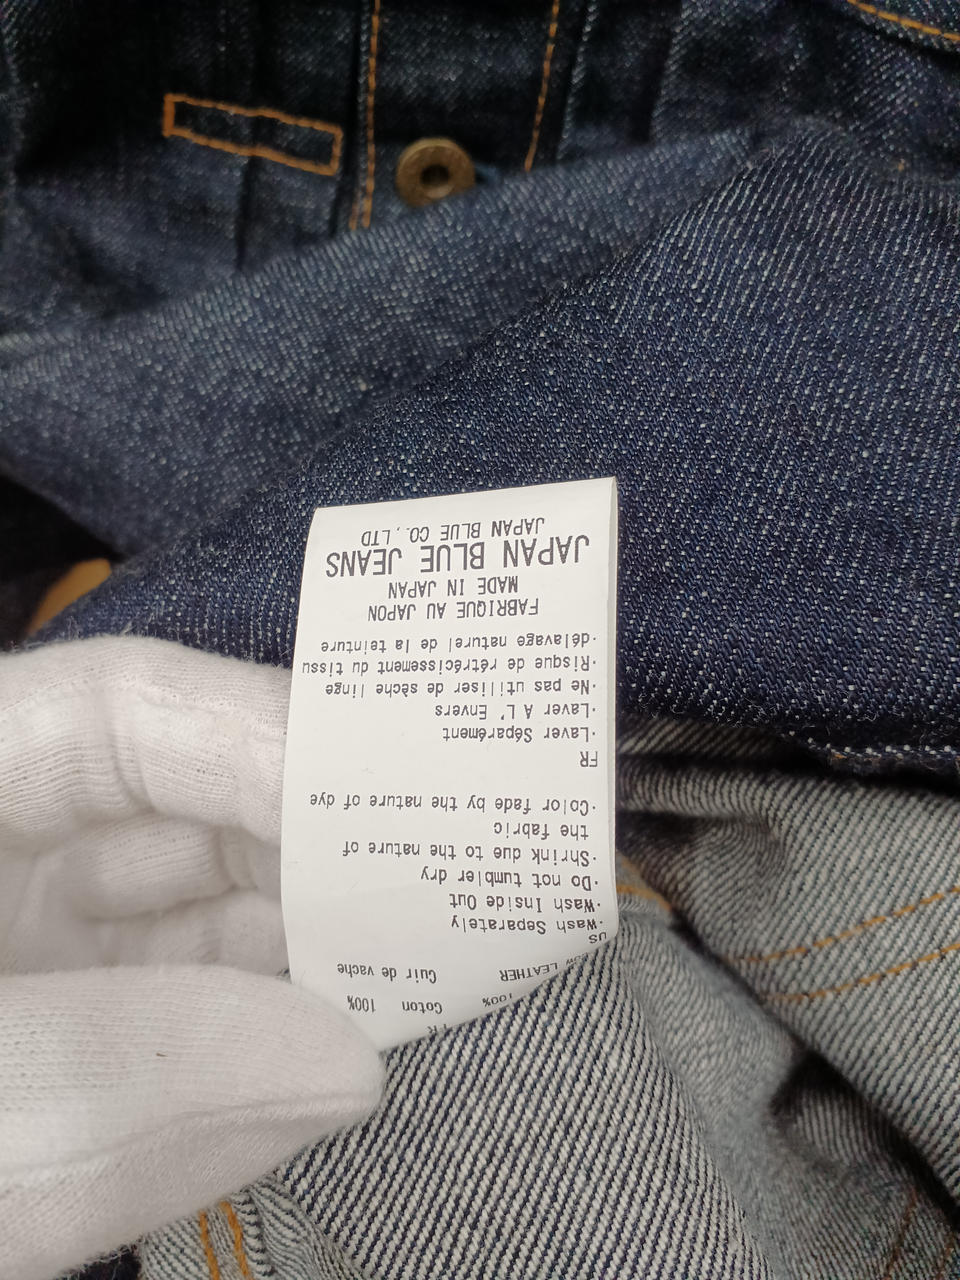 FR
100% Coton 100%
LEATHER Cuir de vache
US
·Wash Separately
·Wash Inside Out
·Do not tumbler dry
·Shrink due to the nature of
the fabric
·Color fade by the nature of dye
FR
·Laver Séparément
·Laver A L' Envers
·Ne pas utiliser de sèche linge
·Risque de rétrécissement du tissu
·délavage naturel de la teinture
FABRIQUE AU JAPON
MADE IN JAPAN
JAPAN BLUE JEANS
JAPAN BLUE CO., LTD